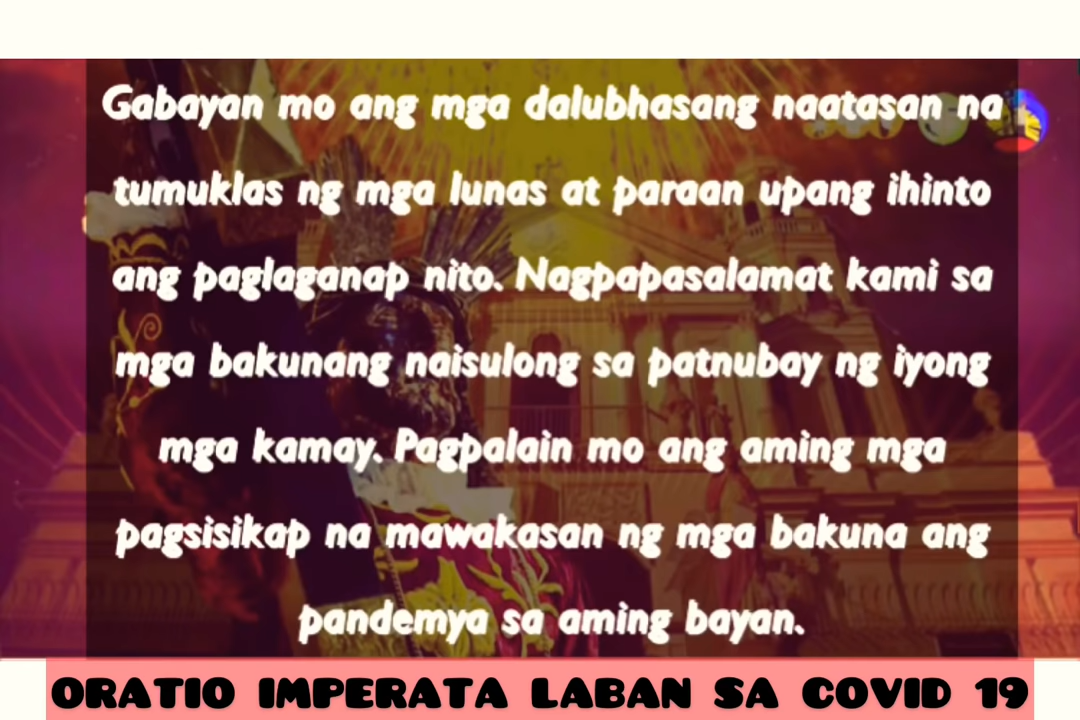 Gabayan mo ang mga dalubhasang naatasan na
tumuklas ng mga lunas at paraan upang ihinto
ang paglaganap nito. Nagpapasalamat kami sa
mga bakunang naisulong sa patnubay ng iyong
mga kamay. Pagpalain mo ang aming mga
pagsisikap na mawakasan ng mga bakuna ang
pandemya sa aming bayan.
ORATIO IMPERATA LABAN SA COVID 19